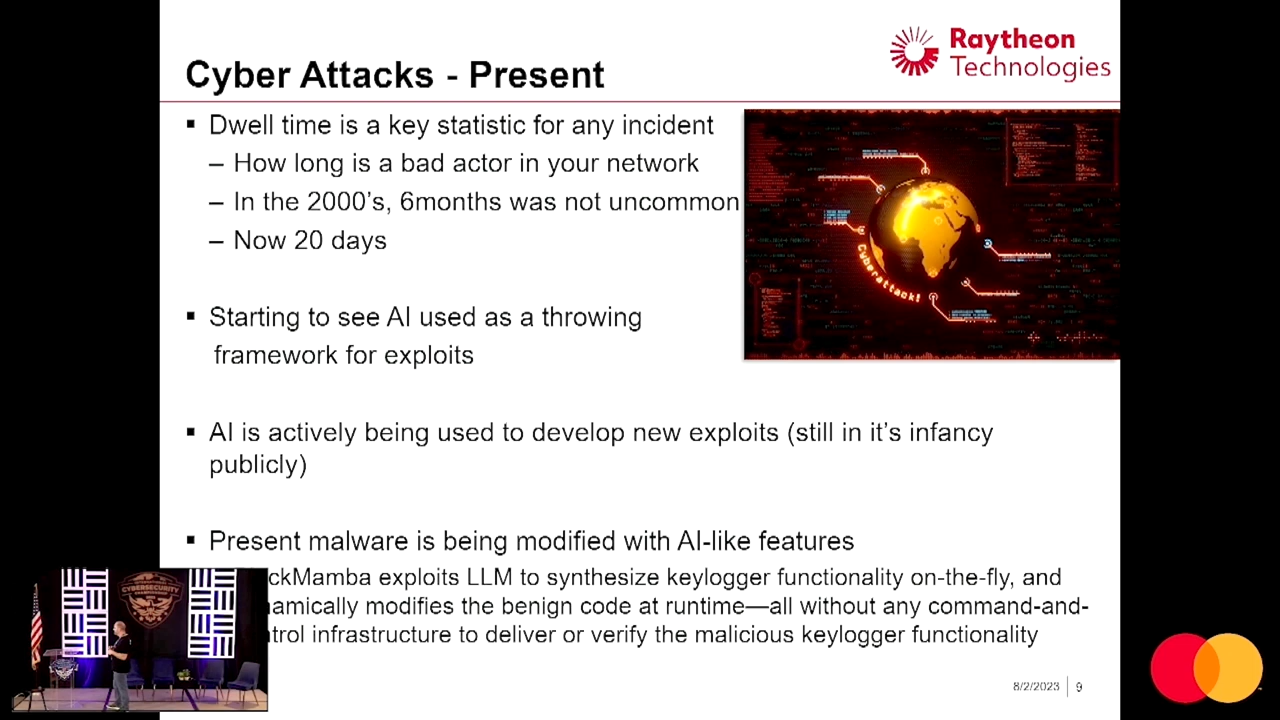 Cyber Attacks - Present
Raytheon
Technologies
▪ Dwell time is a key statistic for any incident
– How long is a bad actor in your network
– In the 2000's, 6months was not uncommon
– Now 20 days
Cyberattack!
▪ Starting to see AI used as a throwing
framework for exploits
▪ AI is actively being used to develop new exploits (still in it's infancy
publicly)
▪ Present malware is being modified with AI-like features
ckMamba exploits LLM to synthesize keylogger functionality on-the-fly, and
namically modifies the benign code at runtime—all without any command-and-
trol infrastructure to deliver or verify the malicious keylogger functionality
CYBERSECURITY
8/2/2023 9